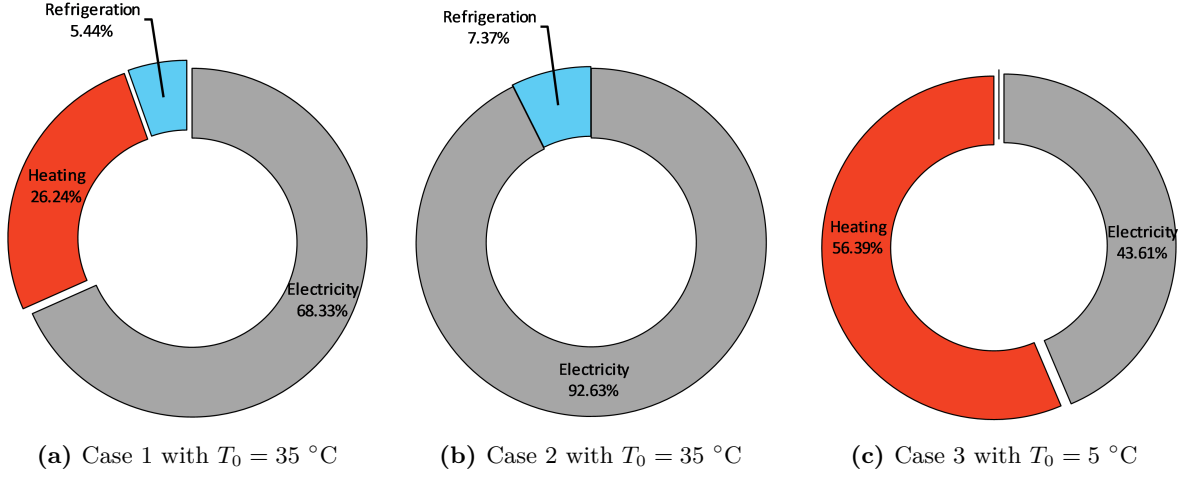 Refrigeration
5.44%
Heating
26.24%
Electricity
68.33%
(a) Case 1 with T₀ = 35 °C
Refrigeration
7.37%
Electricity
92.63%
(b) Case 2 with T₀ = 35 °C
Heating
56.39%
Electricity
43.61%
(c) Case 3 with T₀ = 5 °C